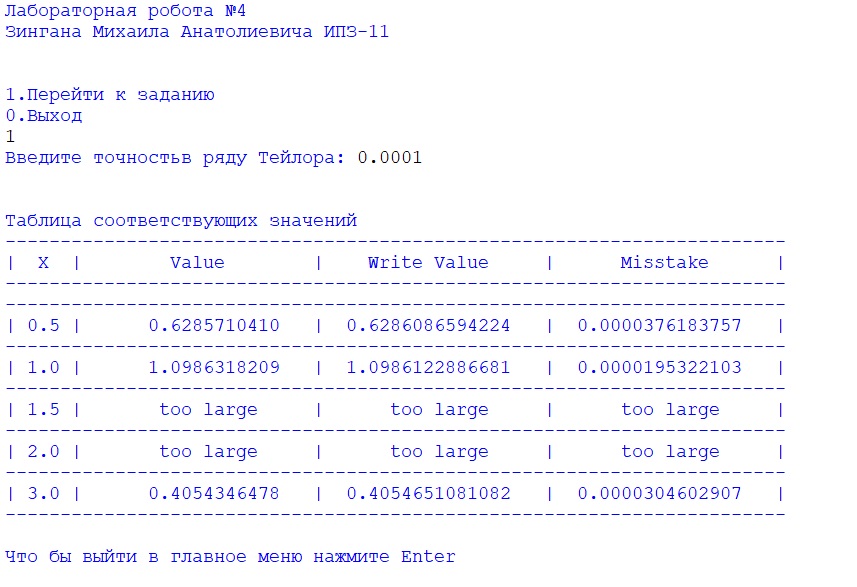 Лабораторная робота №4
Зингана Михаила Анатолиевича ИПЗ-11
1.Перейти к заданию
0.Выход
1
Введите точностьв ряду Тейлора: 0.0001
Таблица соответствующих значений
-----------------------------------------------------------------------
| X | Value | Write Value | Misstake |
-----------------------------------------------------------------------
-----------------------------------------------------------------------
| 0.5 | 0.6285710410 | 0.6286086594224 | 0.0000376183757 |
-----------------------------------------------------------------------
| 1.0 | 1.0986318209 | 1.0986122886681 | 0.0000195322103 |
-----------------------------------------------------------------------
| 1.5 | too large | too large | too large |
-----------------------------------------------------------------------
| 2.0 | too large | too large | too large |
-----------------------------------------------------------------------
| 3.0 | 0.4054346478 | 0.4054651081082 | 0.0000304602907 |
-----------------------------------------------------------------------
Что бы выйти в главное меню нажмите Enter